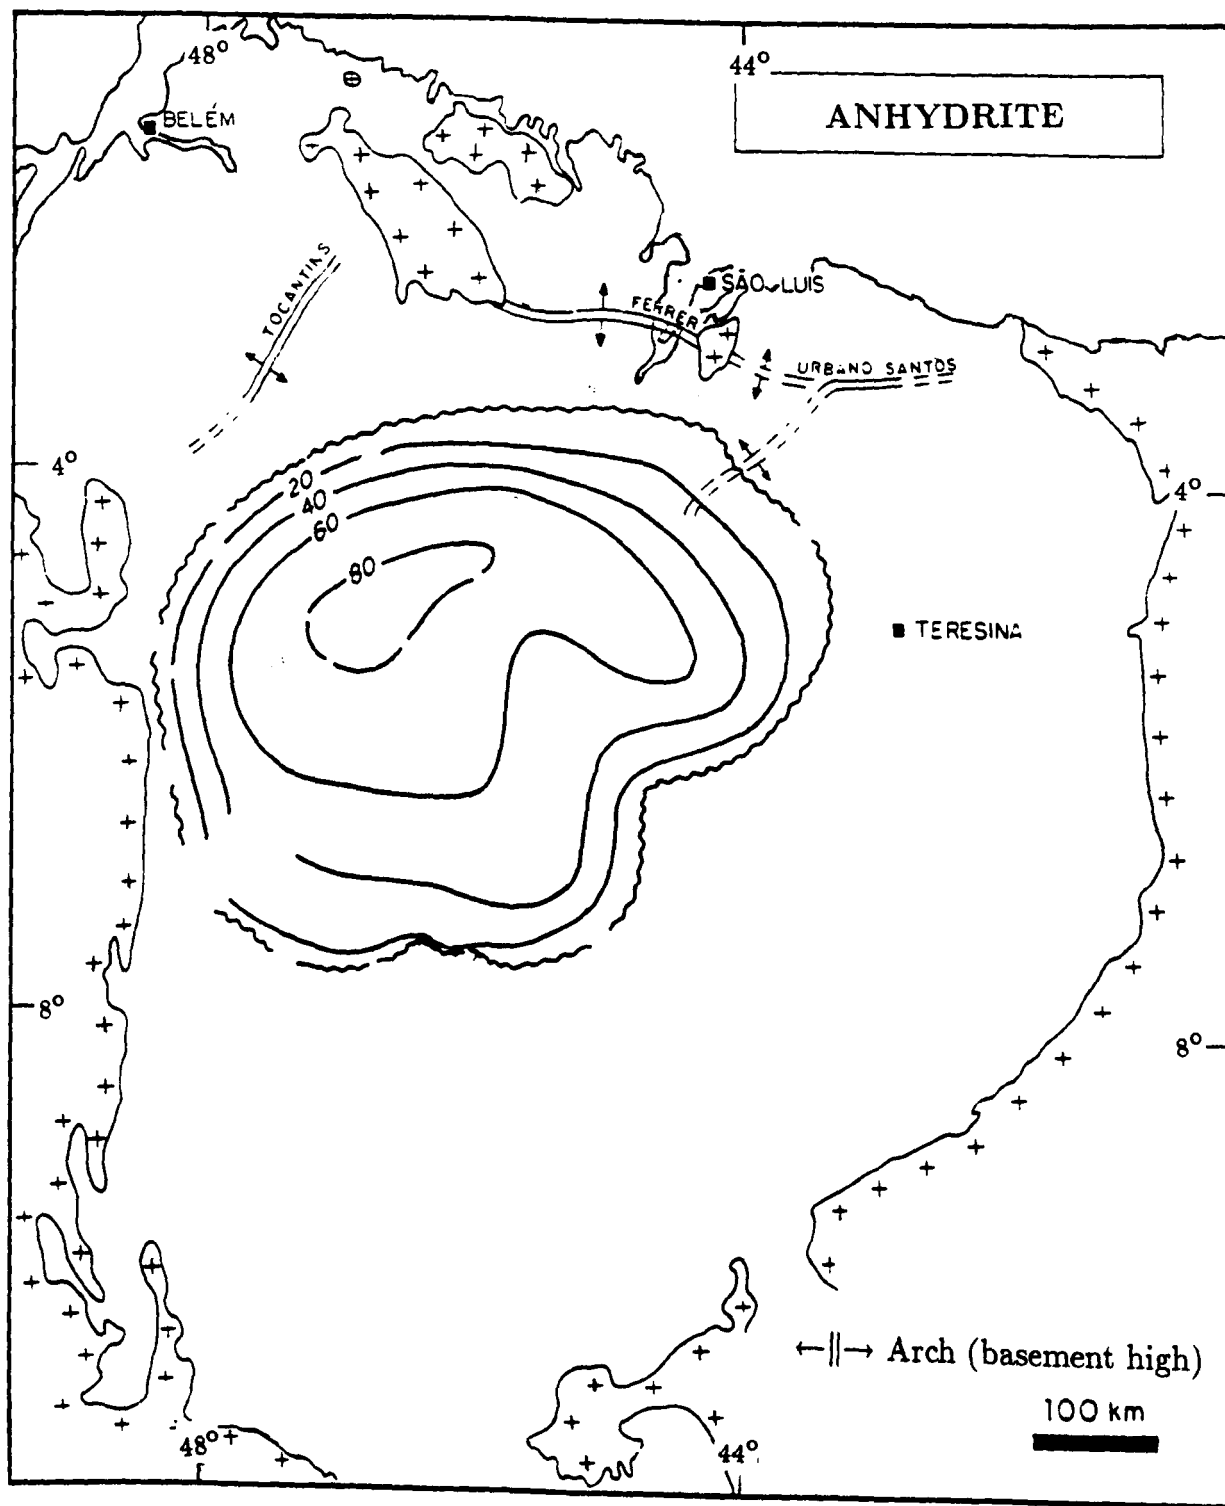 48°
44°
ANHYDRITE
BELÉM
TOCANTINS
SÃO LUIS
FERRER
URBANO SANTOS
4°
4°
20
40
60
80
TERESINA
8°
8°
←||→ Arch (basement high)
100 km
48°
44°